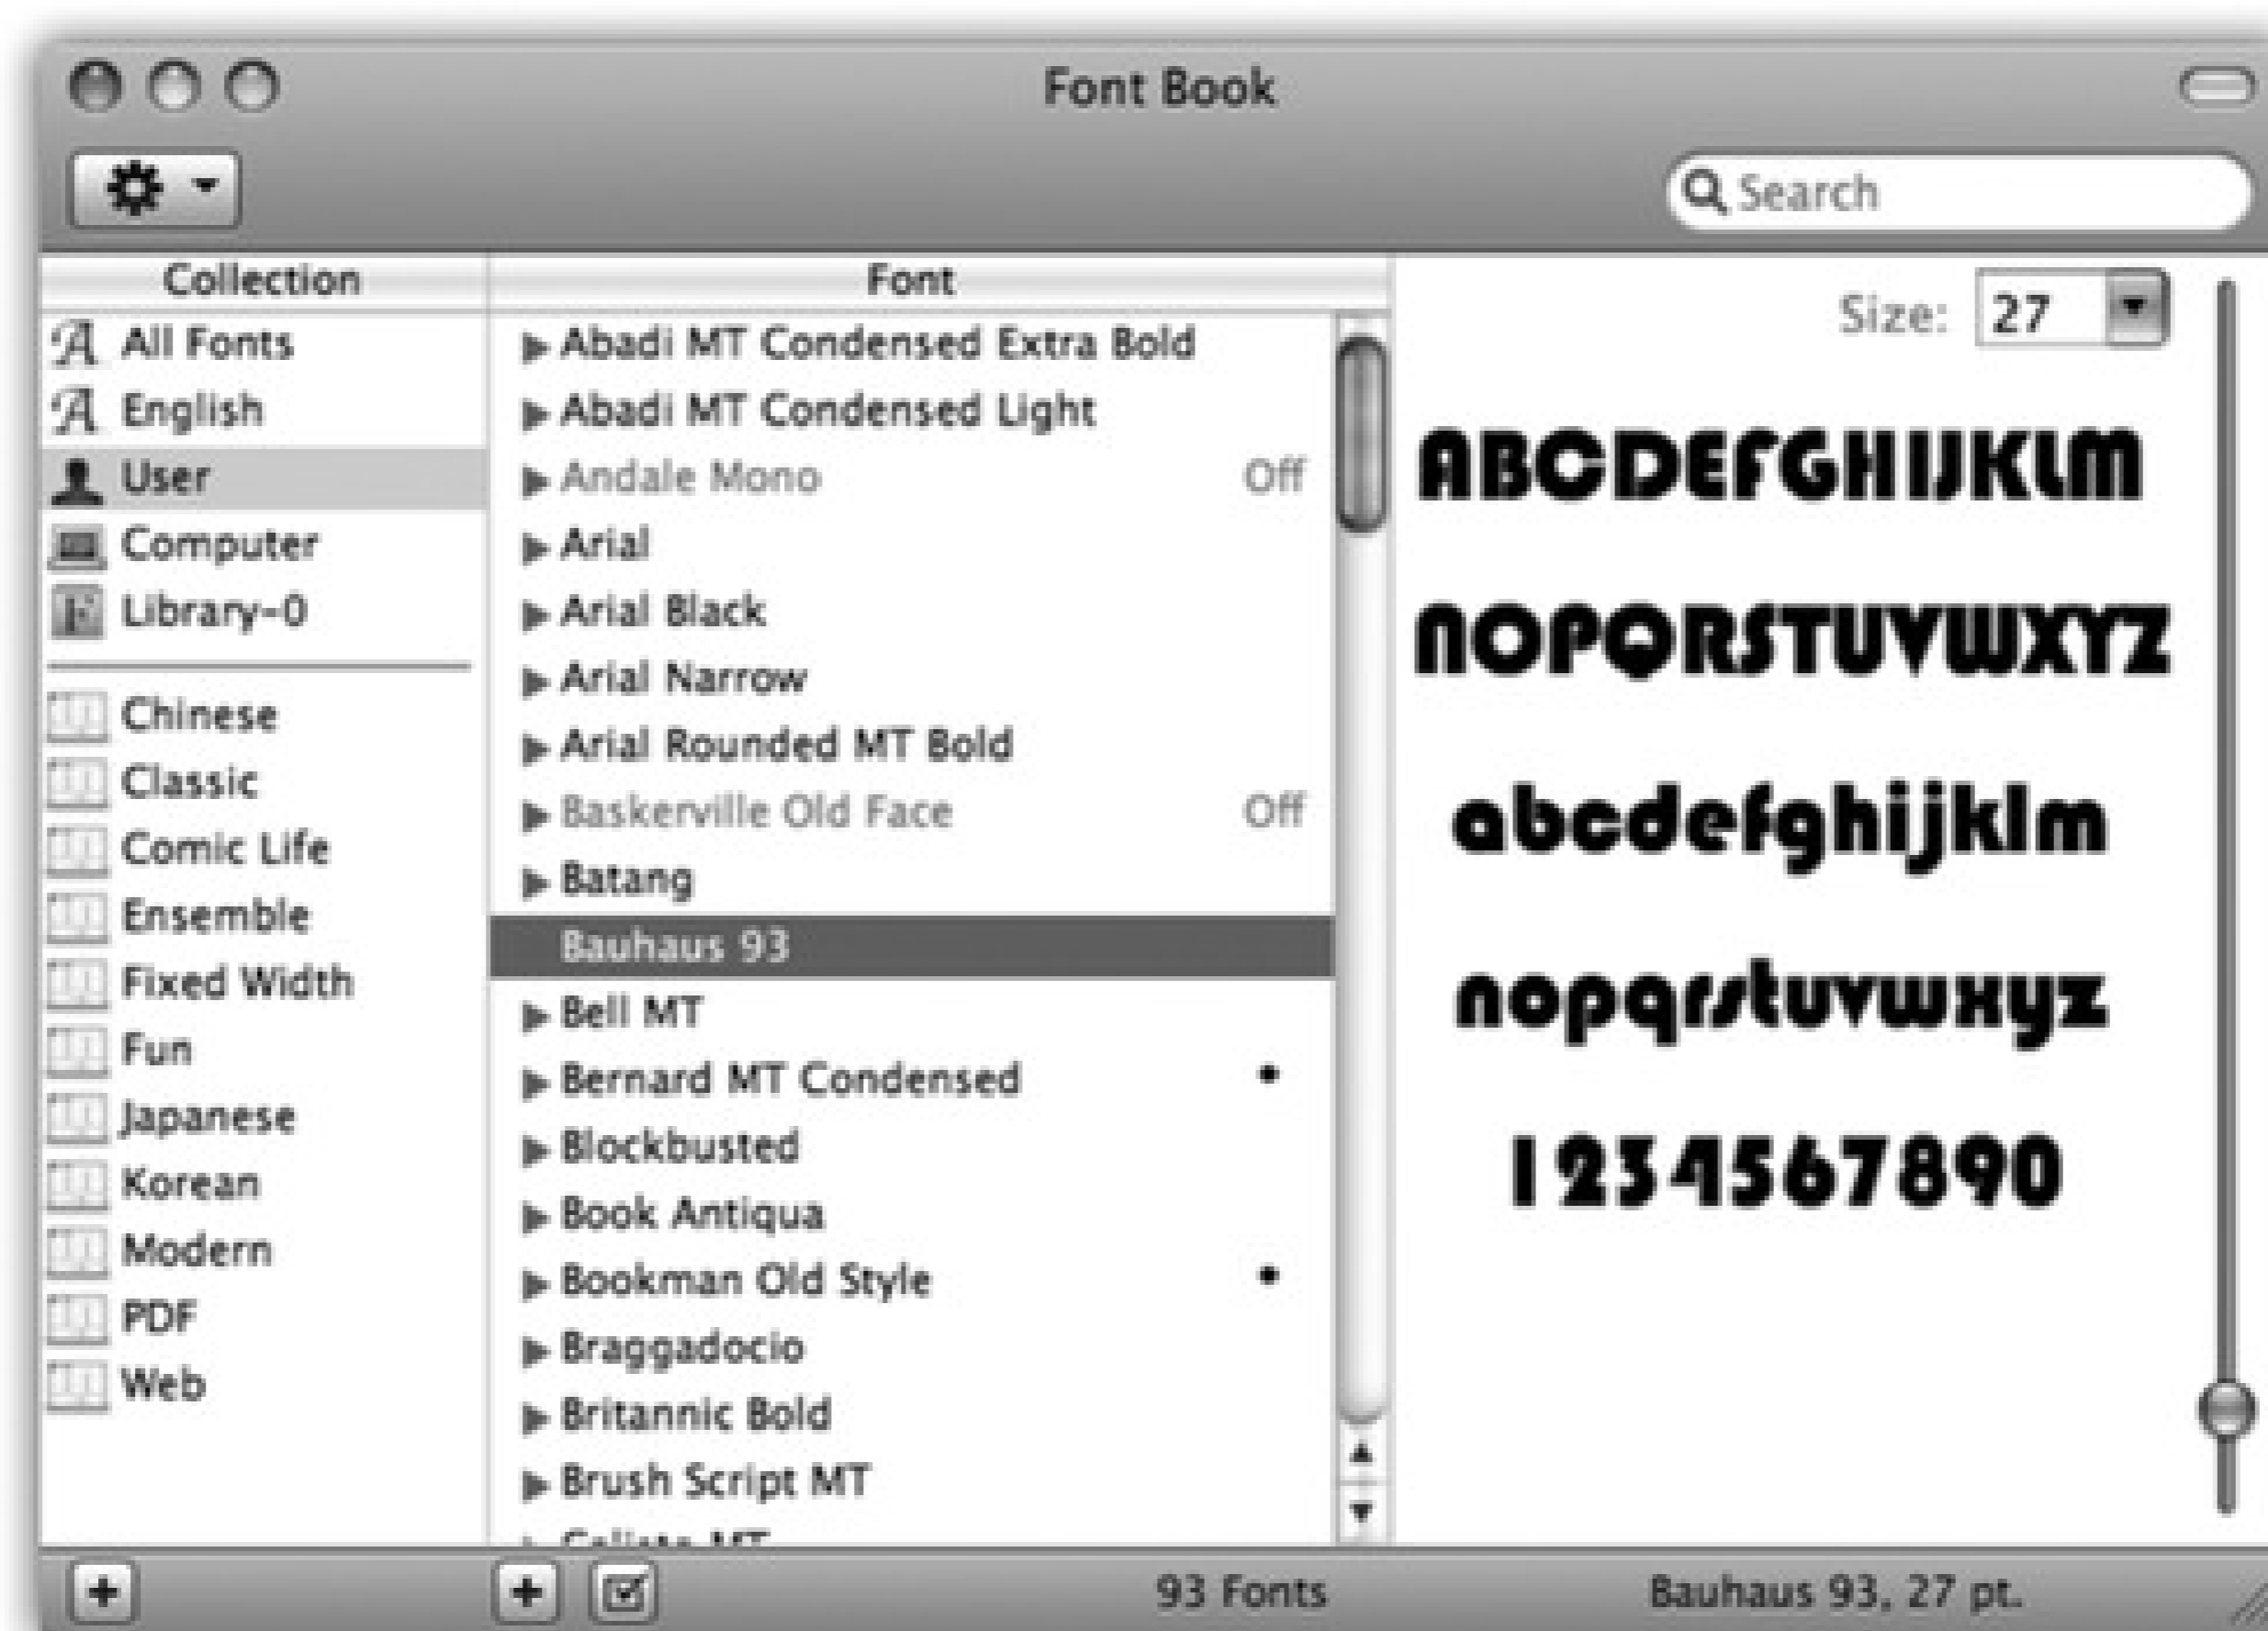 Font Book
Search
Collection
All Fonts
English
User
Computer
Library-0
Chinese
Classic
Comic Life
Ensemble
Fixed Width
Fun
Japanese
Korean
Modern
PDF
Web
Font
Abadi MT Condensed Extra Bold
Abadi MT Condensed Light
Andale Mono Off
Arial
Arial Black
Arial Narrow
Arial Rounded MT Bold
Baskerville Old Face Off
Batang
Bauhaus 93
Bell MT
Bernard MT Condensed •
Blockbusted
Book Antiqua
Bookman Old Style •
Braggadocio
Britannic Bold
Brush Script MT
Size: 27
ABCDEFGHIJKLM
NOPQRSTUVWXYZ
abcdefghijklm
nopqrstuvwxyz
1234567890
93 Fonts
Bauhaus 93, 27 pt.